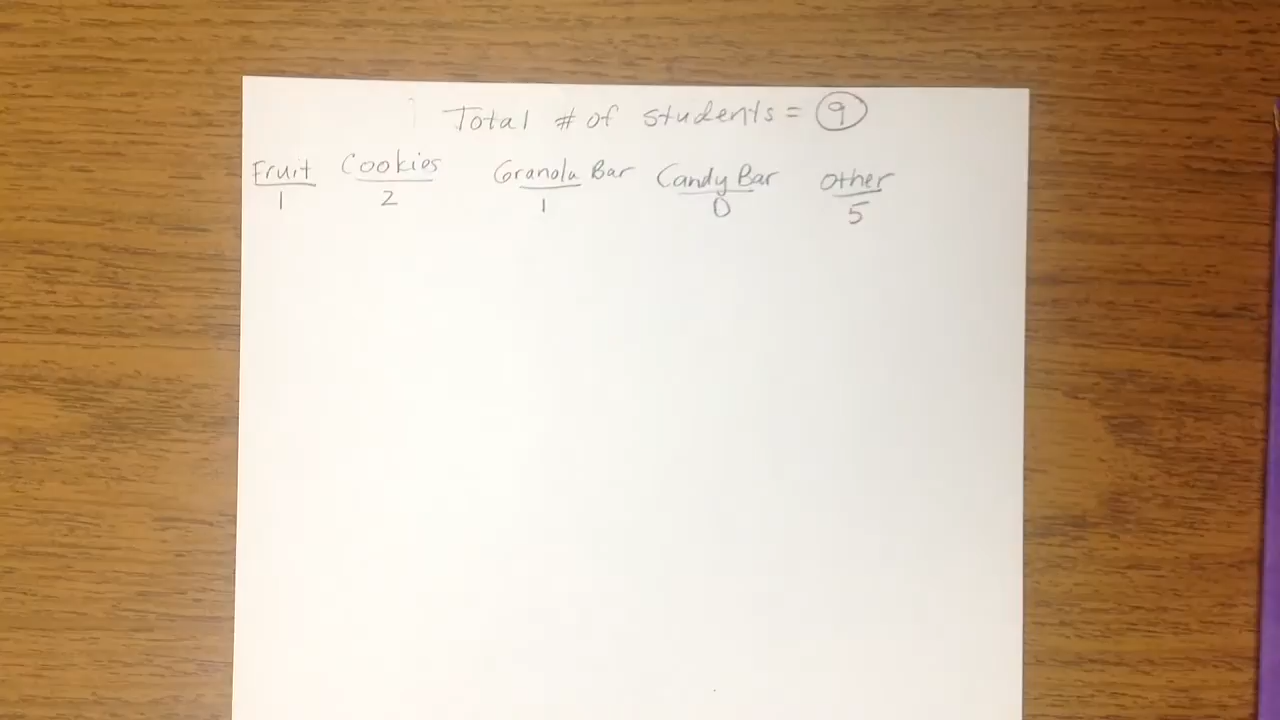 Total # of students = 9
Fruit Cookies Granola Bar Candy Bar Other
1 2 1 0 5